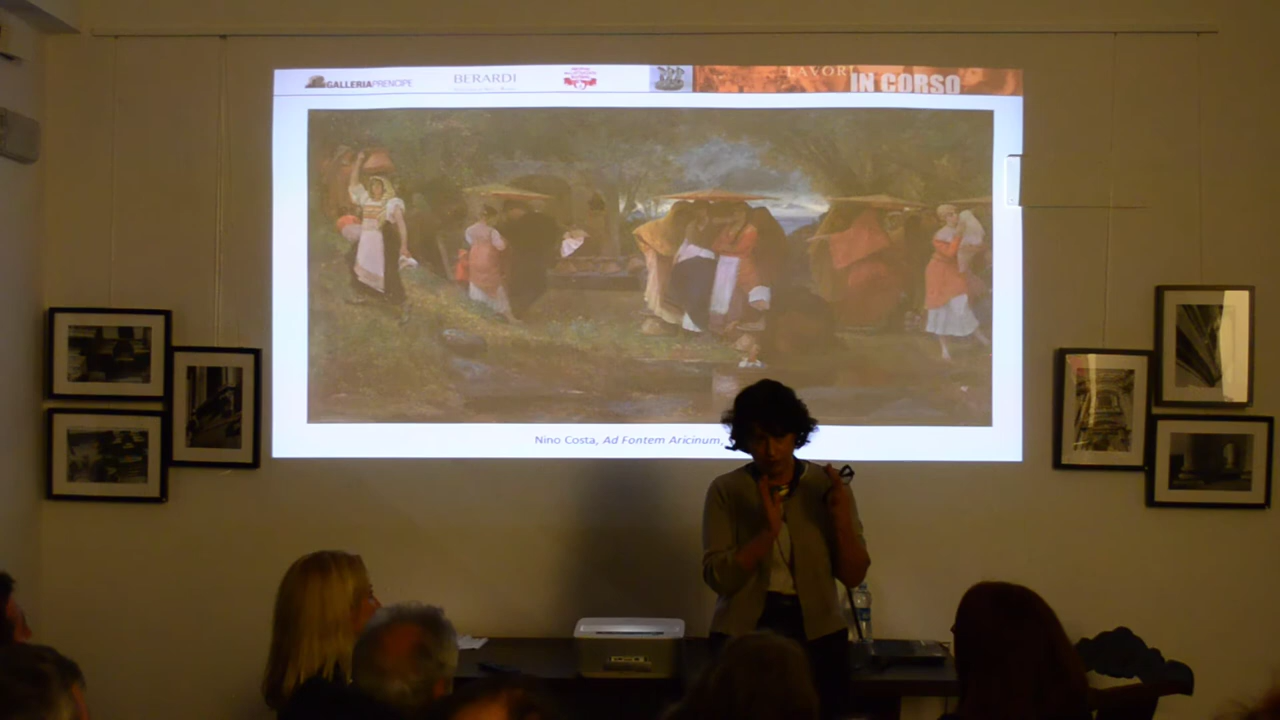 GALLERIAPRENCIPE
BERARDI
LAVORI
IN CORSO
Nino Costa, Ad Fontem Aricinum,